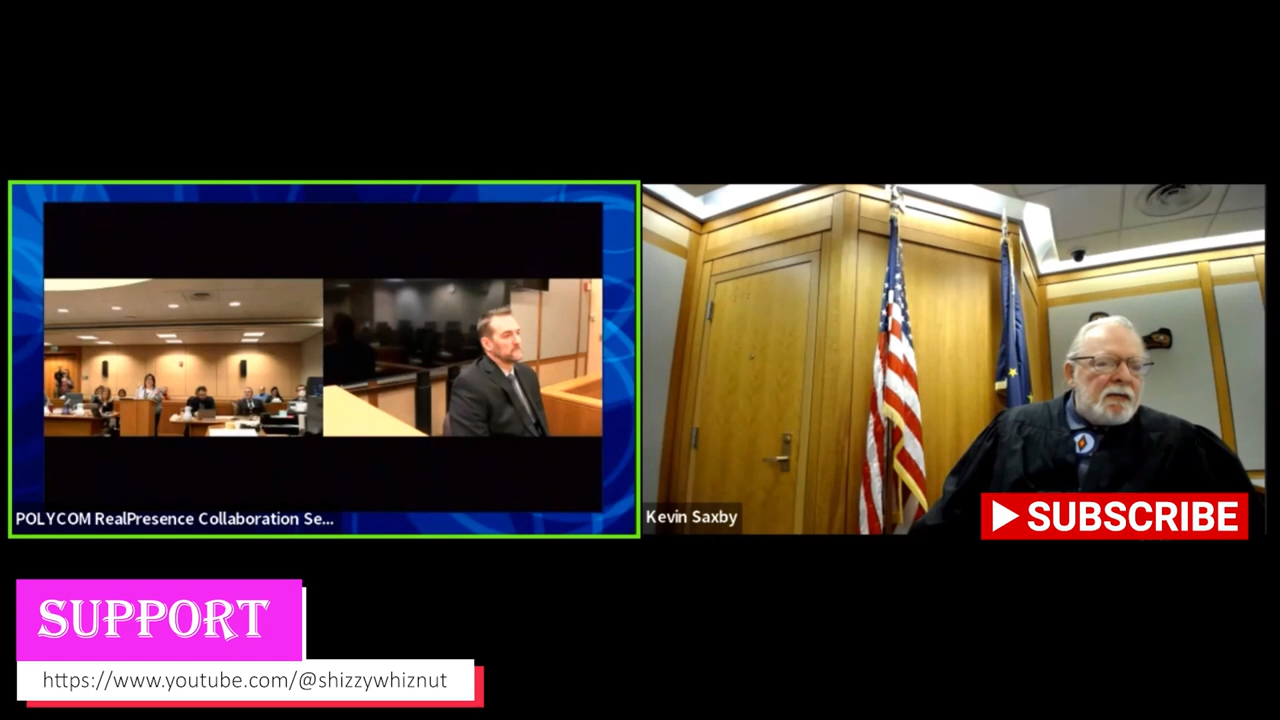 POLYCOM RealPresence Collaboration Se...
Kevin Saxby
SUBSCRIBE
SUPPORT
https://www.youtube.com/@shizzywhiznut